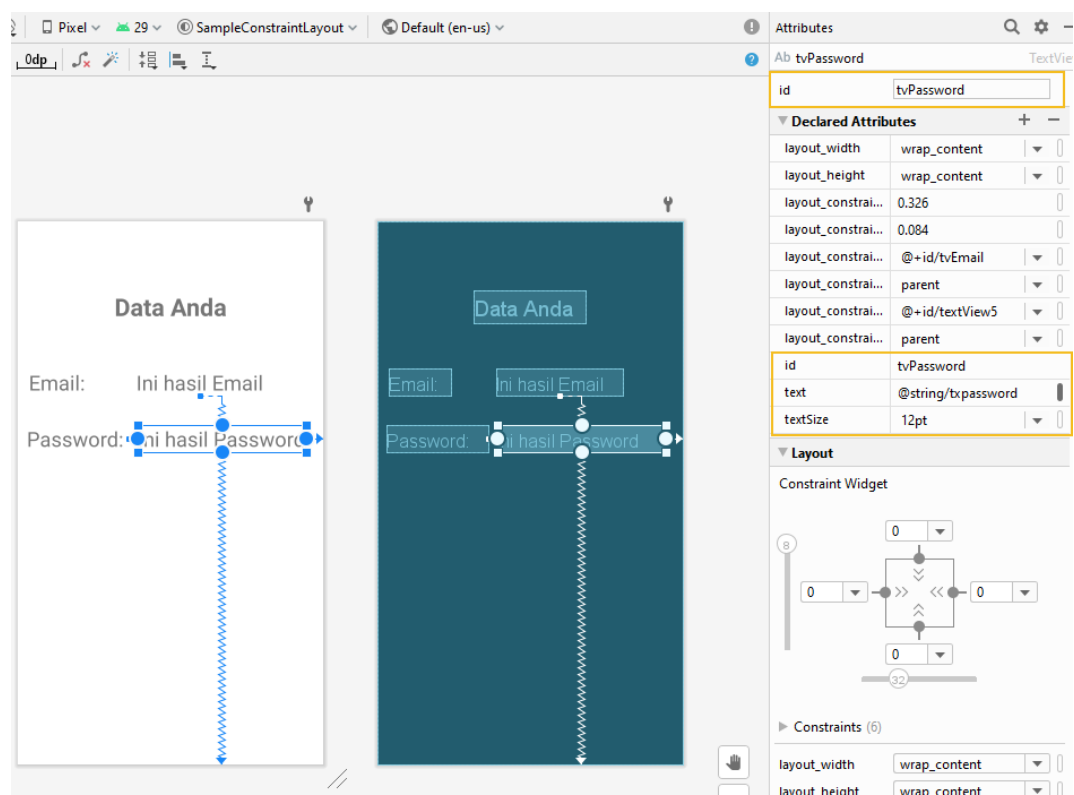 Pixel 29 SampleConstraintLayout Default (en-us)
0dp
Data Anda
Email: Ini hasil Email
Password: Ini hasil Password
Data Anda
Email: Ini hasil Email
Password: Ini hasil Password
Attributes
Ab tvPassword TextVie
id tvPassword
Declared Attributes
layout_width wrap_content
layout_height wrap_content
layout_constrai... 0.326
layout_constrai... 0.084
layout_constrai... @+id/tvEmail
layout_constrai... parent
layout_constrai... @+id/textView5
layout_constrai... parent
id tvPassword
text @string/txpassword
textSize 12pt
Layout
Constraint Widget
0
8
0 0
0
32
Constraints (6)
layout_width wrap_content
layout_height wrap_content